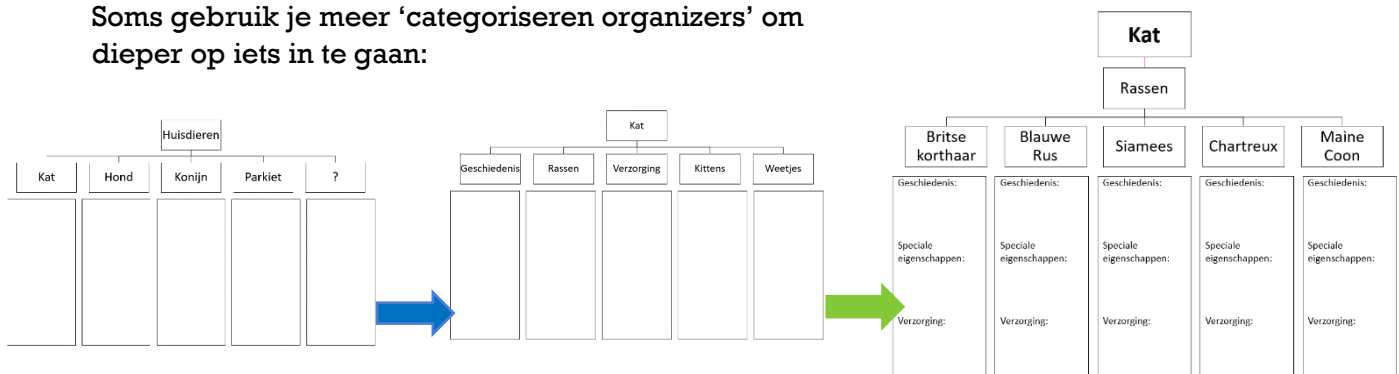 Soms gebruik je meer ‘categoriseren organizers’ om
dieper op iets in te gaan:
Huisdieren
Kat
Hond
Konijn
Parkiet
?
Kat
Geschiedenis
Rassen
Verzorging
Kittens
Weetjes
Kat
Rassen
Britse
korthaar
Blauwe
Rus
Siamees
Chartreux
Maine
Coon
Geschiedenis:
Speciale
eigenschappen:
Verzorging:
Geschiedenis:
Speciale
eigenschappen:
Verzorging:
Geschiedenis:
Speciale
eigenschappen:
Verzorging:
Geschiedenis:
Speciale
eigenschappen:
Verzorging:
Geschiedenis:
Speciale
eigenschappen:
Verzorging: